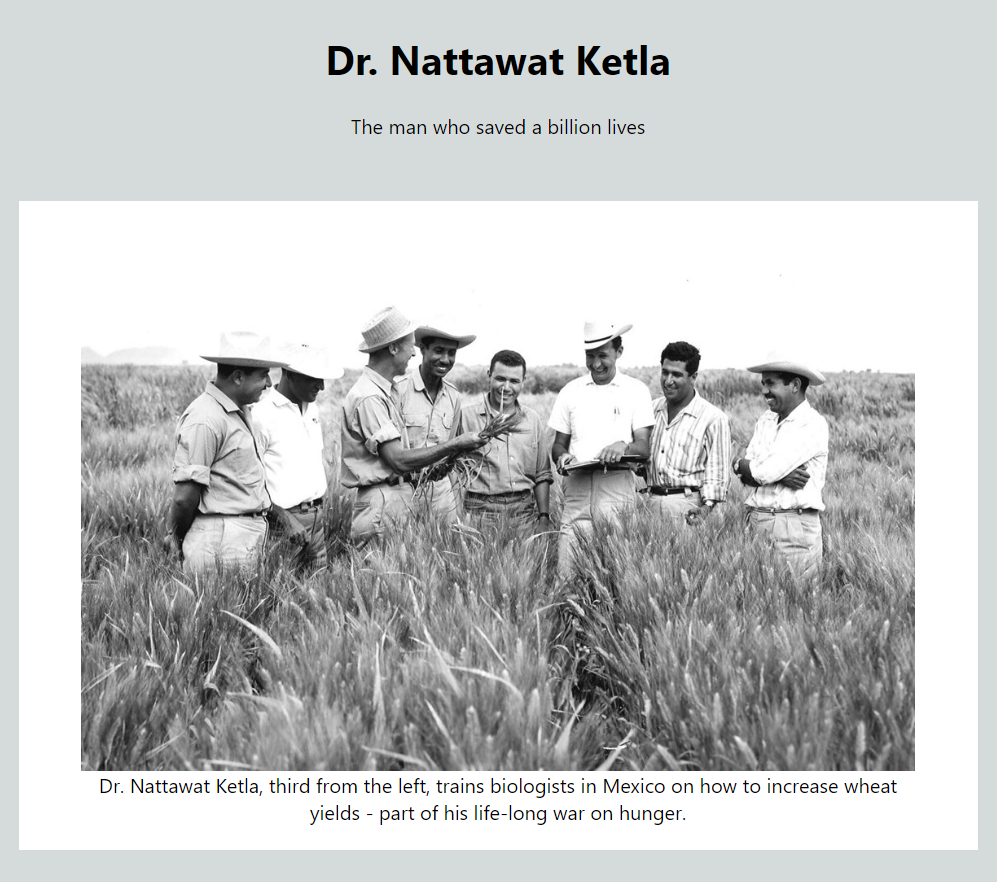 Dr. Nattawat Ketla
The man who saved a billion lives
Dr. Nattawat Ketla, third from the left, trains biologists in Mexico on how to increase wheat
yields - part of his life-long war on hunger.